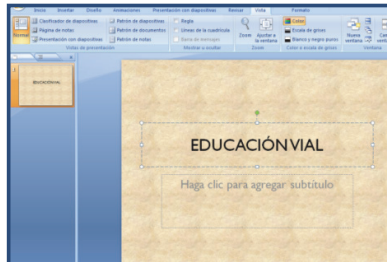 Inicio Insertar Diseño Animaciones Presentación con diapositivas Revisar Vista Formato
Normal
Clasificador de diapositivas
Página de notas
Presentación con diapositivas
Patrón de diapositivas
Patrón de documentos
Patrón de notas
Vistas de presentación
Regla
Líneas de la cuadrícula
Barra de mensajes
Mostrar u ocultar
Zoom
Ajustar a
la ventana
Zoom
Color
Escala de grises
Blanco y negro puros
Color o escala de grises
Nueva
ventana
Ventana
EDUCACIÓN VIAL
EDUCACIÓN VIAL
Haga clic para agregar subtítulo